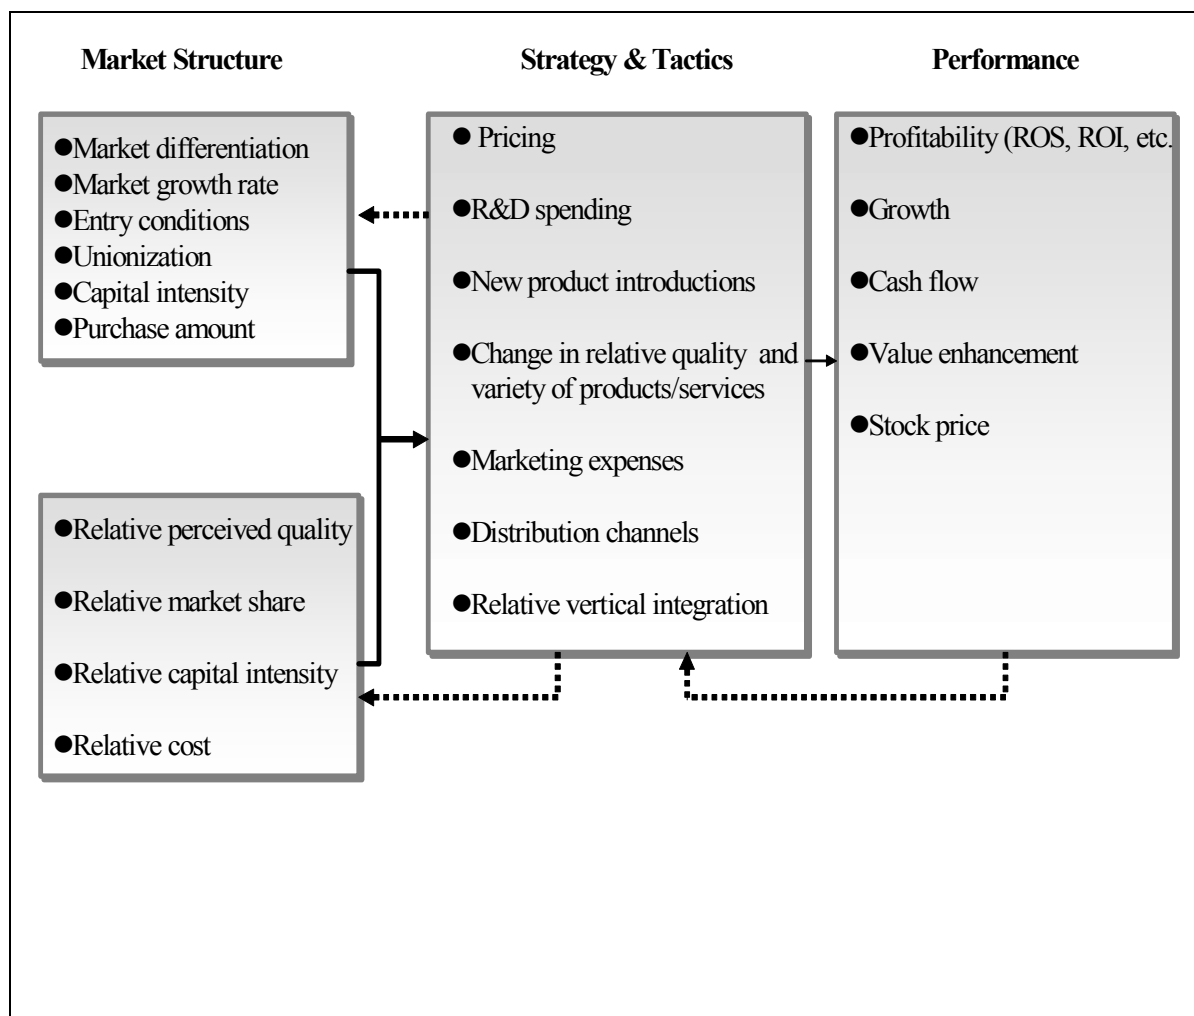 Market Structure
Strategy & Tactics
Performance
●Market differentiation
●Market growth rate
●Entry conditions
●Unionization
●Capital intensity
●Purchase amount
●Relative perceived quality
●Relative market share
●Relative capital intensity
●Relative cost
● Pricing
●R&D spending
●New product introductions
●Change in relative quality and
variety of products/services
●Marketing expenses
●Distribution channels
●Relative vertical integration
●Profitability (ROS, ROI, etc.
●Growth
●Cash flow
●Value enhancement
●Stock price